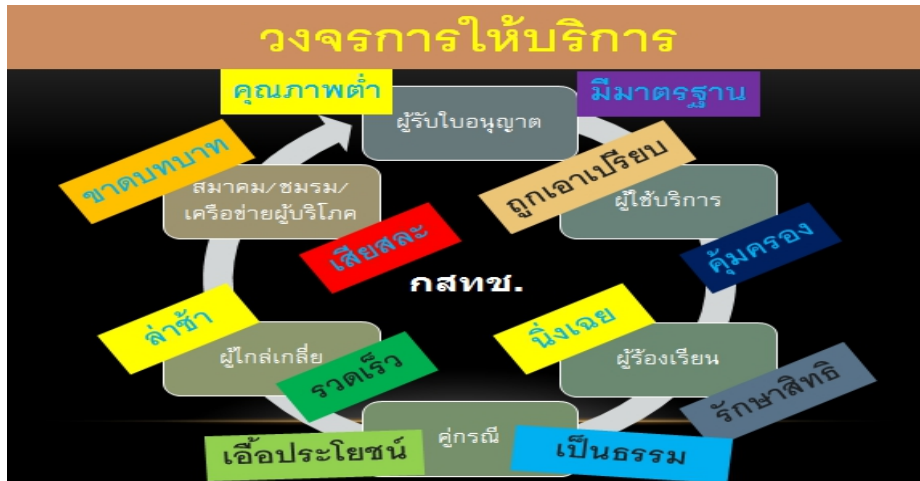 วงจรการให้บริการ
คุณภาพต่ำ
มีมาตรฐาน
ผู้รับใบอนุญาต
ขาดบทบาท
ถูกเอาเปรียบ
สมาคม/ชมรม/
เครือข่ายผู้บริโภค
ผู้ใช้บริการ
เสียสละ
คุ้มครอง
กสทช.
ล่าช้า
นิ่งเฉย
ผู้ไกล่เกลี่ย
ผู้ร้องเรียน
รวดเร็ว
รักษาสิทธิ
คู่กรณี
เอื้อประโยชน์
เป็นธรรม